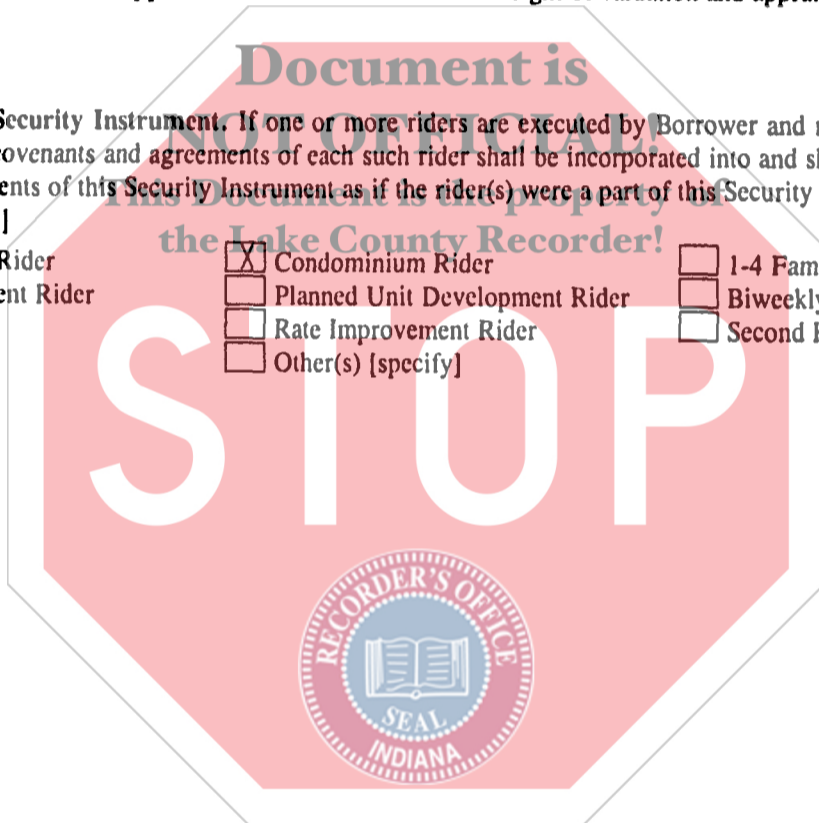 Document is
NOT OFFICIAL!
Security Instrument. If one or more riders are executed by Borrower and
ovenants and agreements of each such rider shall be incorporated into and
This Document is the property of
ents of this Security Instrument as if the rider(s) were a part of this Security
]
the Lake County Recorder!
Rider [X] Condominium Rider 1-4 Fam
ent Rider Planned Unit Development Rider Biweekly
Rate Improvement Rider Second
Other(s) [specify]
STOP
RECORDER'S OFFICE
SEAL
INDIANA